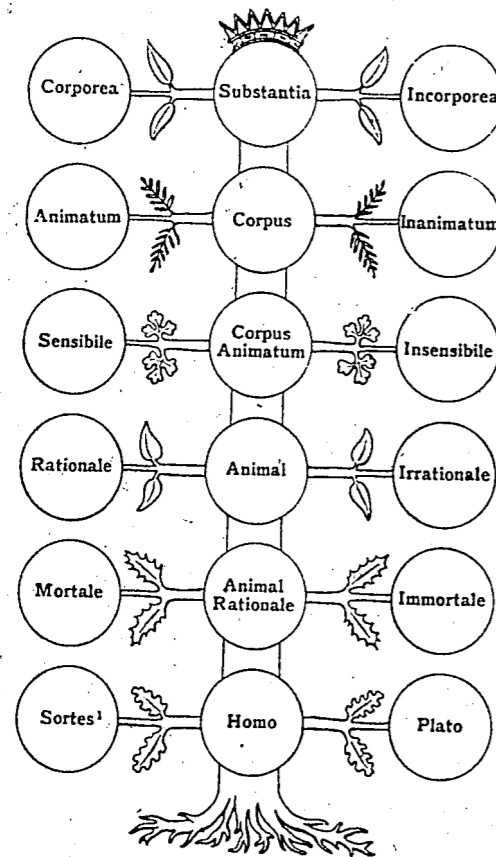 Corporea
Substantia
Incorporea
Animatum
Corpus
Inanimatum
Sensibile
Corpus
Animatum
Insensibile
Rationale
Animal
Irrationale
Mortale
Animal
Rationale
Immortale
Sortes¹
Homo
Plato